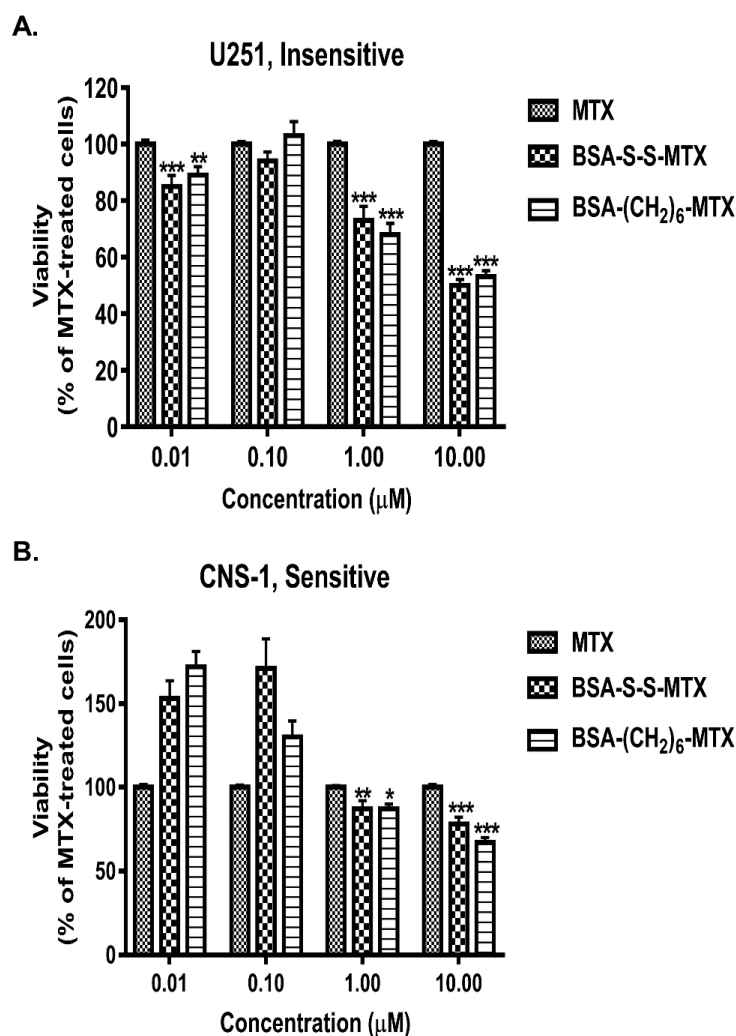 A.
U251, Insensitive
Viability
(% of MTX-treated cells)
120
100
80
60
40
20
0
*** **
*** ***
*** ***
0.01 0.10 1.00 10.00
Concentration (μM)
MTX
BSA-S-S-MTX
BSA-(CH₂)₆-MTX
B.
CNS-1, Sensitive
Viability
(% of MTX-treated cells)
200
150
100
50
0
** *
*** ***
0.01 0.10 1.00 10.00
Concentration (μM)
MTX
BSA-S-S-MTX
BSA-(CH₂)₆-MTX